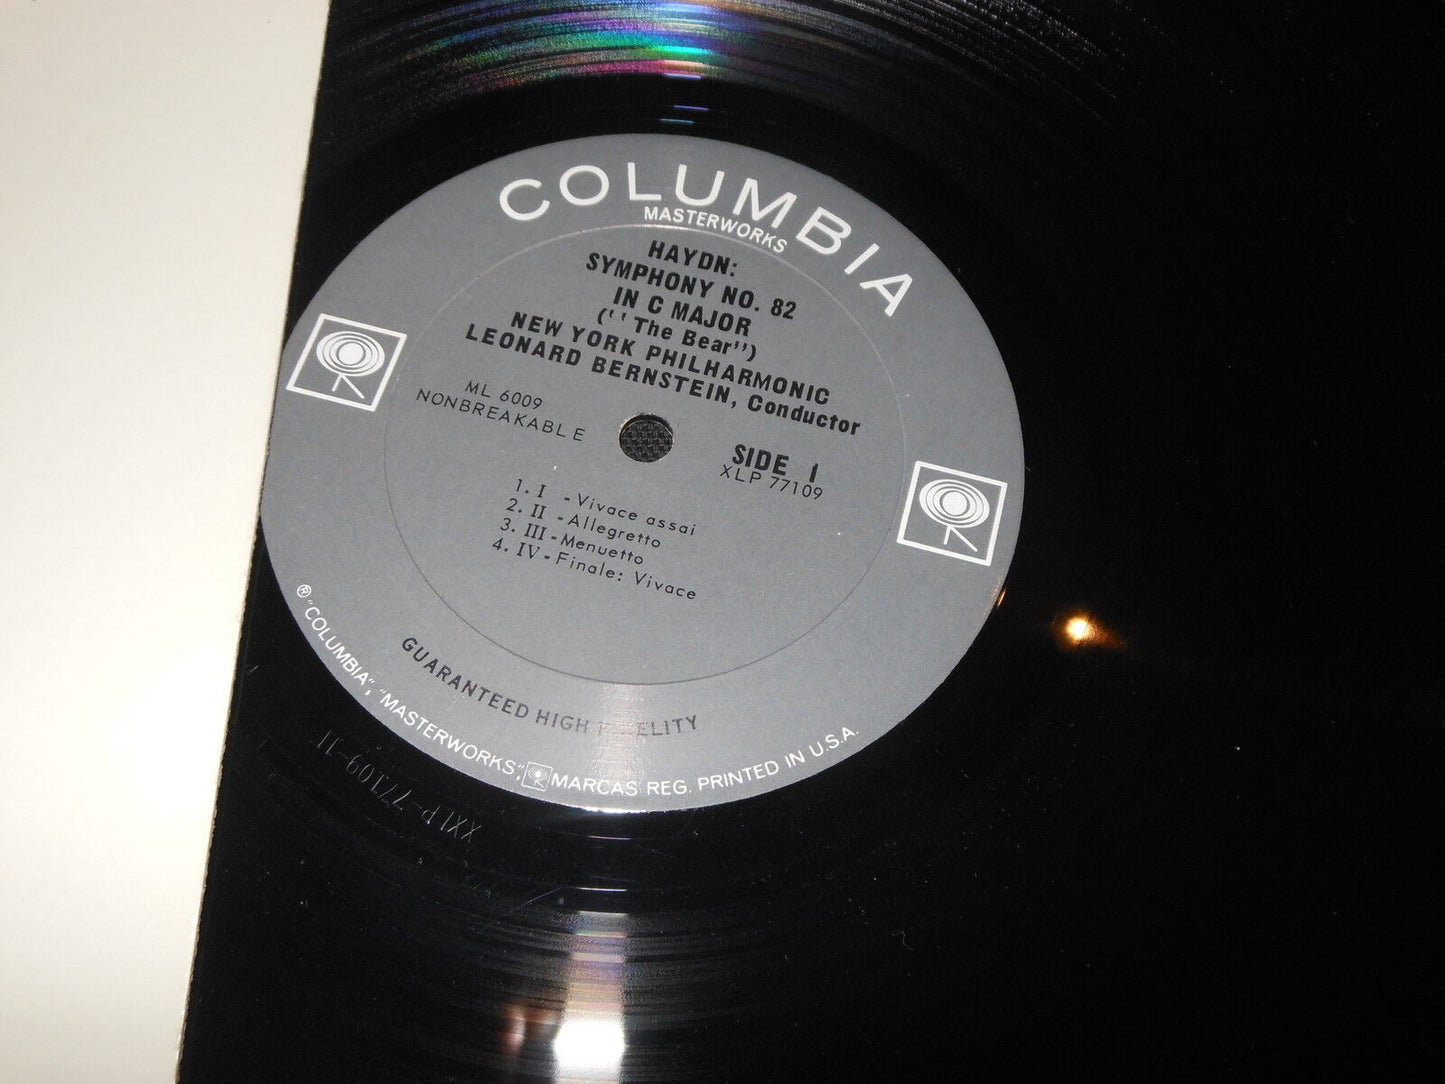 COLUMBIA
MASTERWORKS
HAYDN:
SYMPHONY NO. 82
IN C MAJOR
(''The Bear'')
NEW YORK PHILHARMONIC
LEONARD BERNSTEIN, Conductor
ML 6009
NONBREAKABLE
SIDE 1
XLP 77109
1. I - Vivace assai
2. II - Allegretto
3. III - Menuetto
4. IV - Finale: Vivace
GUARANTEED HIGH FIDELITY
® "COLUMBIA", "MASTERWORKS", MARCAS REG. PRINTED IN U.S.A.